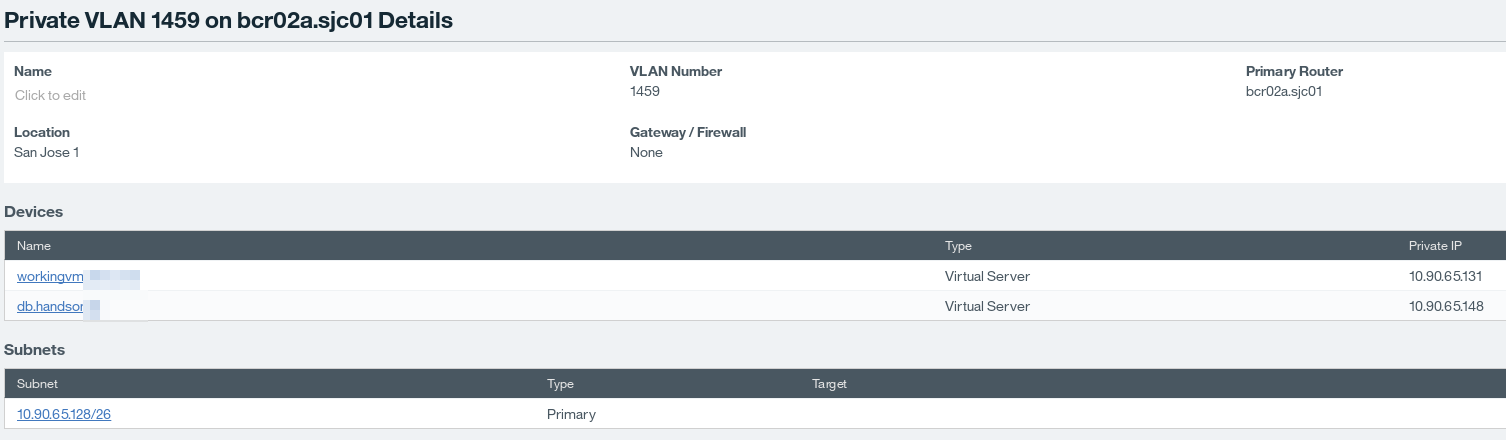 Private VLAN 1459 on bcr02a.sjc01 Details
Name VLAN Number Primary Router
Click to edit 1459 bcr02a.sjc01
Location Gateway / Firewall
San Jose 1 None
Devices
Name Type Private IP
workingvm Virtual Server 10.90.65.131
db.handson Virtual Server 10.90.65.148
Subnets
Subnet Type Target
10.90.65.128/26 Primary